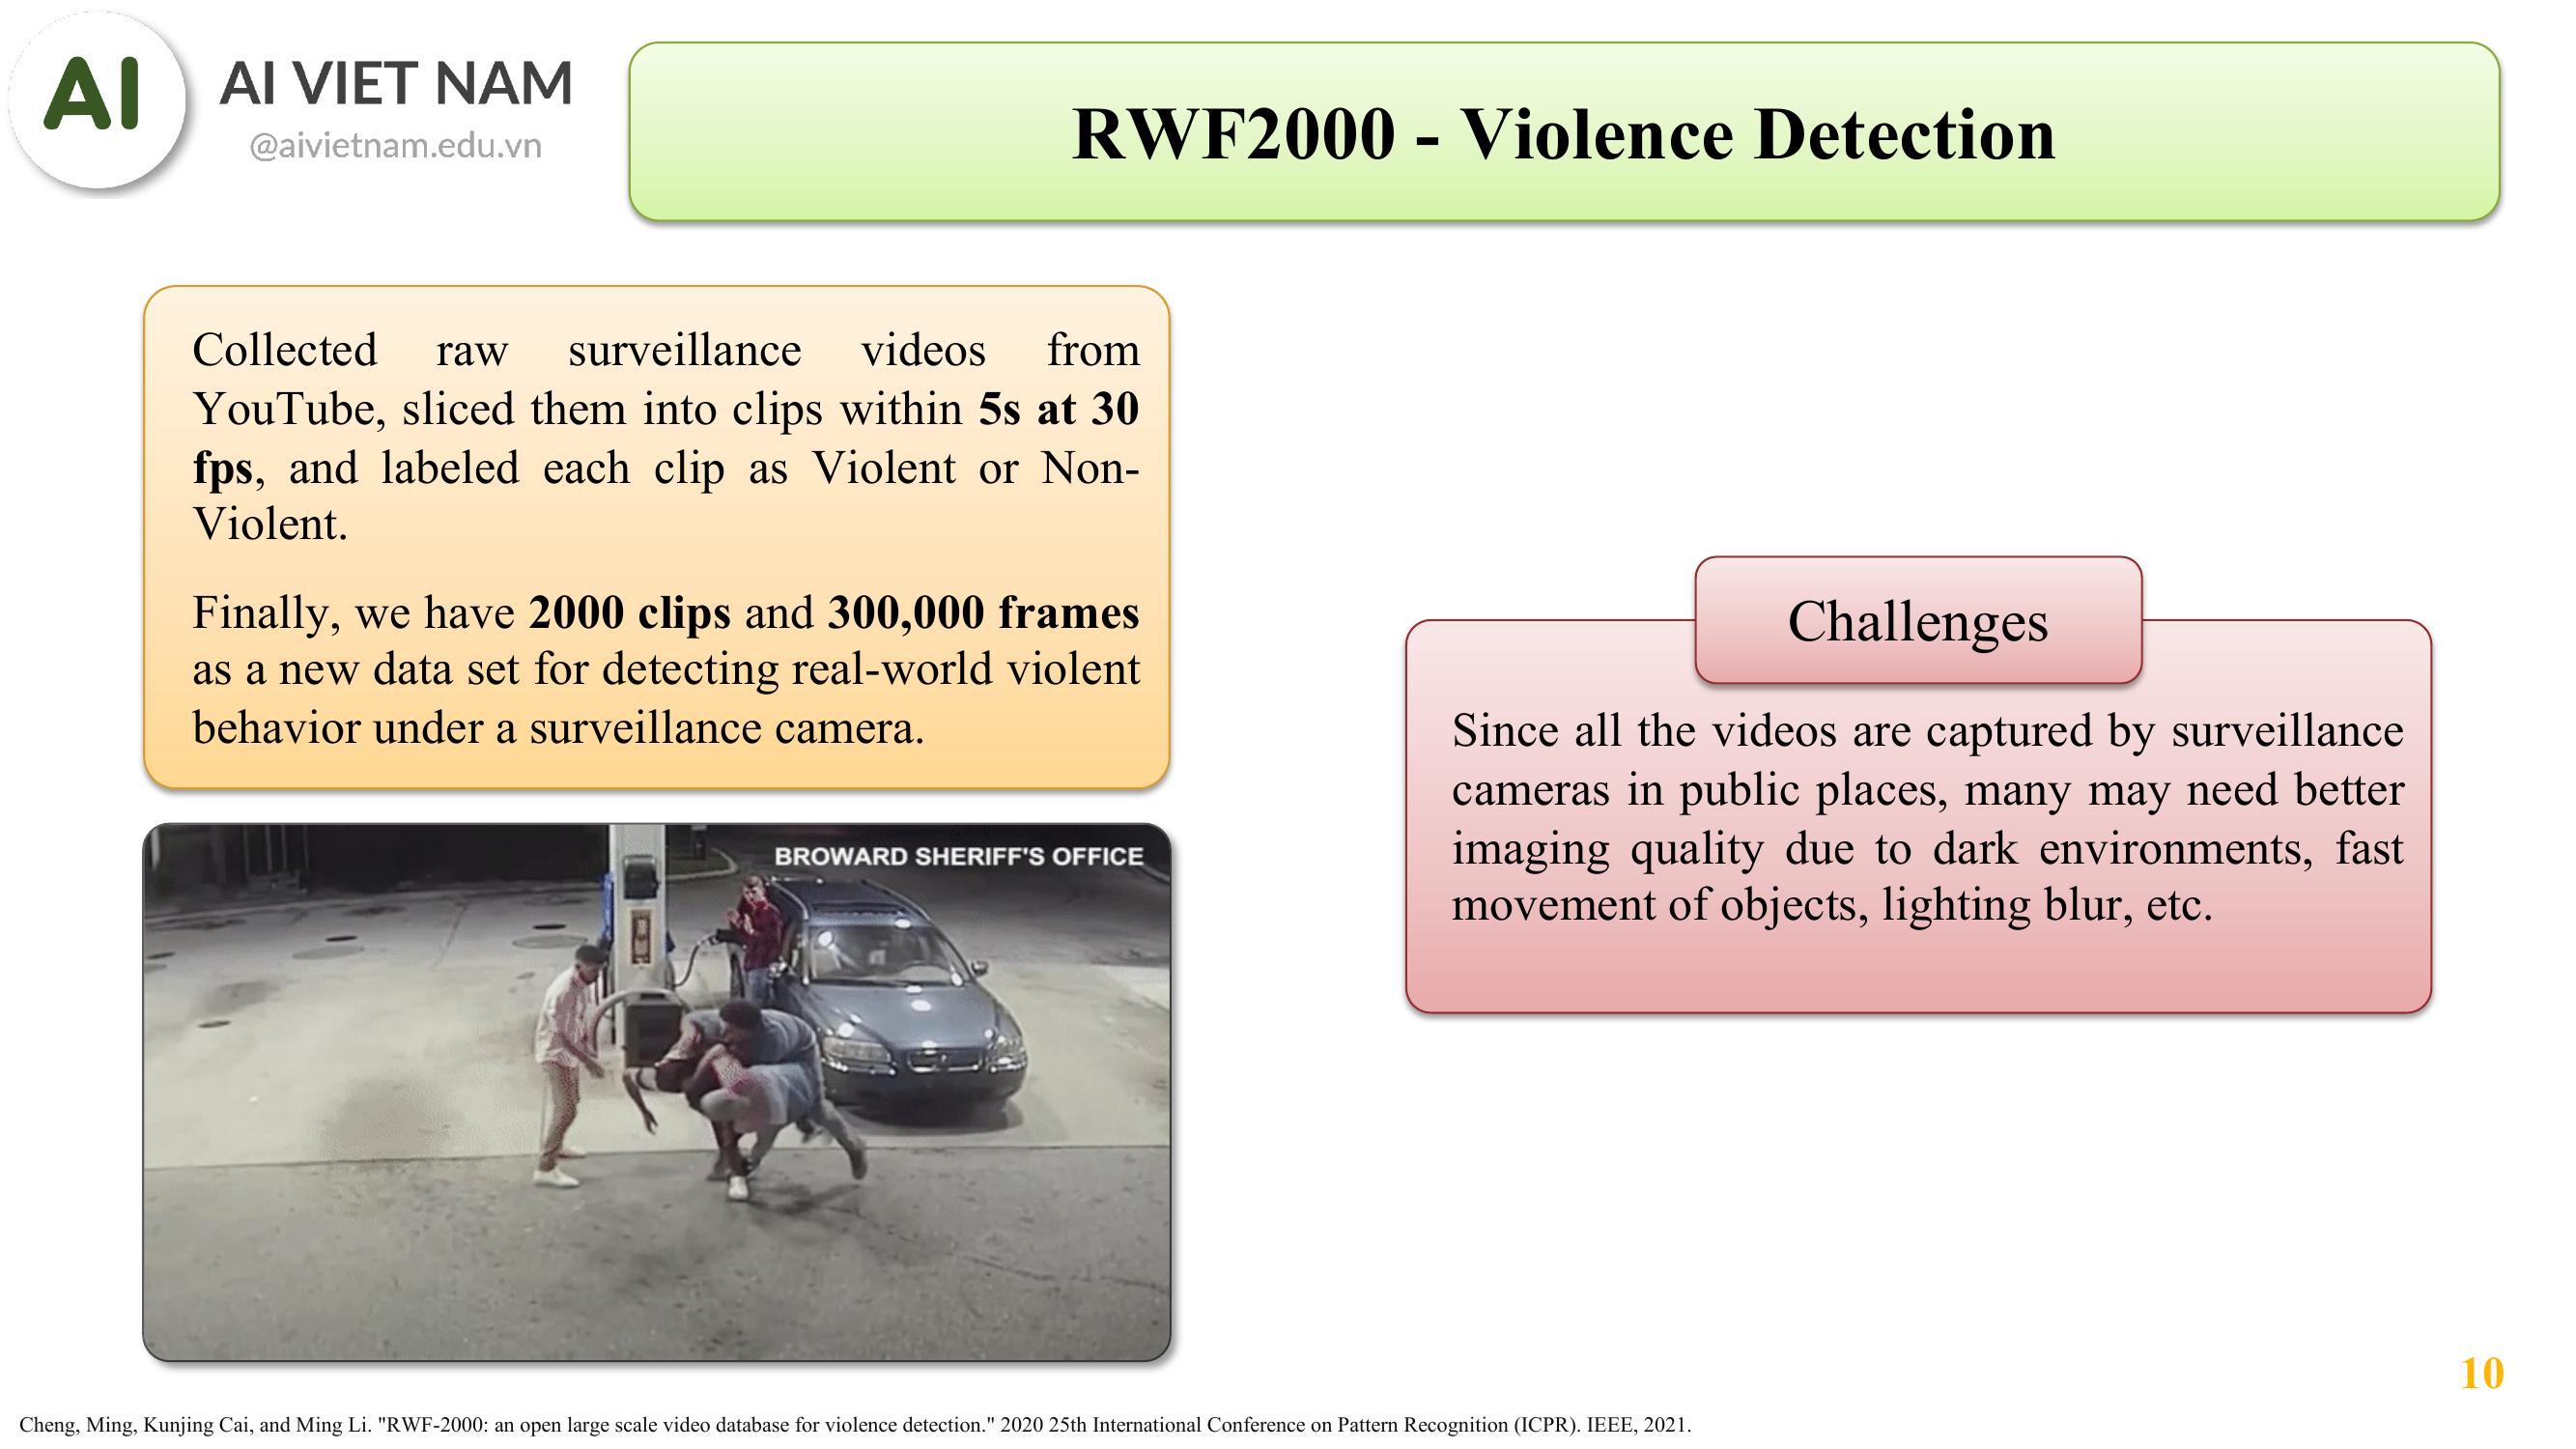 AI
AI VIET NAM
@aivietnam.edu.vn
RWF2000 - Violence Detection
Collected raw surveillance videos from
YouTube, sliced them into clips within 5s at 30
fps, and labeled each clip as Violent or Non-
Violent.
Finally, we have 2000 clips and 300,000 frames
as a new data set for detecting real-world violent
behavior under a surveillance camera.
BROWARD SHERIFF'S OFFICE
Challenges
Since all the videos are captured by surveillance
cameras in public places, many may need better
imaging quality due to dark environments, fast
movement of objects, lighting blur, etc.
10
Cheng, Ming, Kunjing Cai, and Ming Li. "RWF-2000: an open large scale video database for violence detection." 2020 25th International Conference on Pattern Recognition (ICPR). IEEE, 2021.